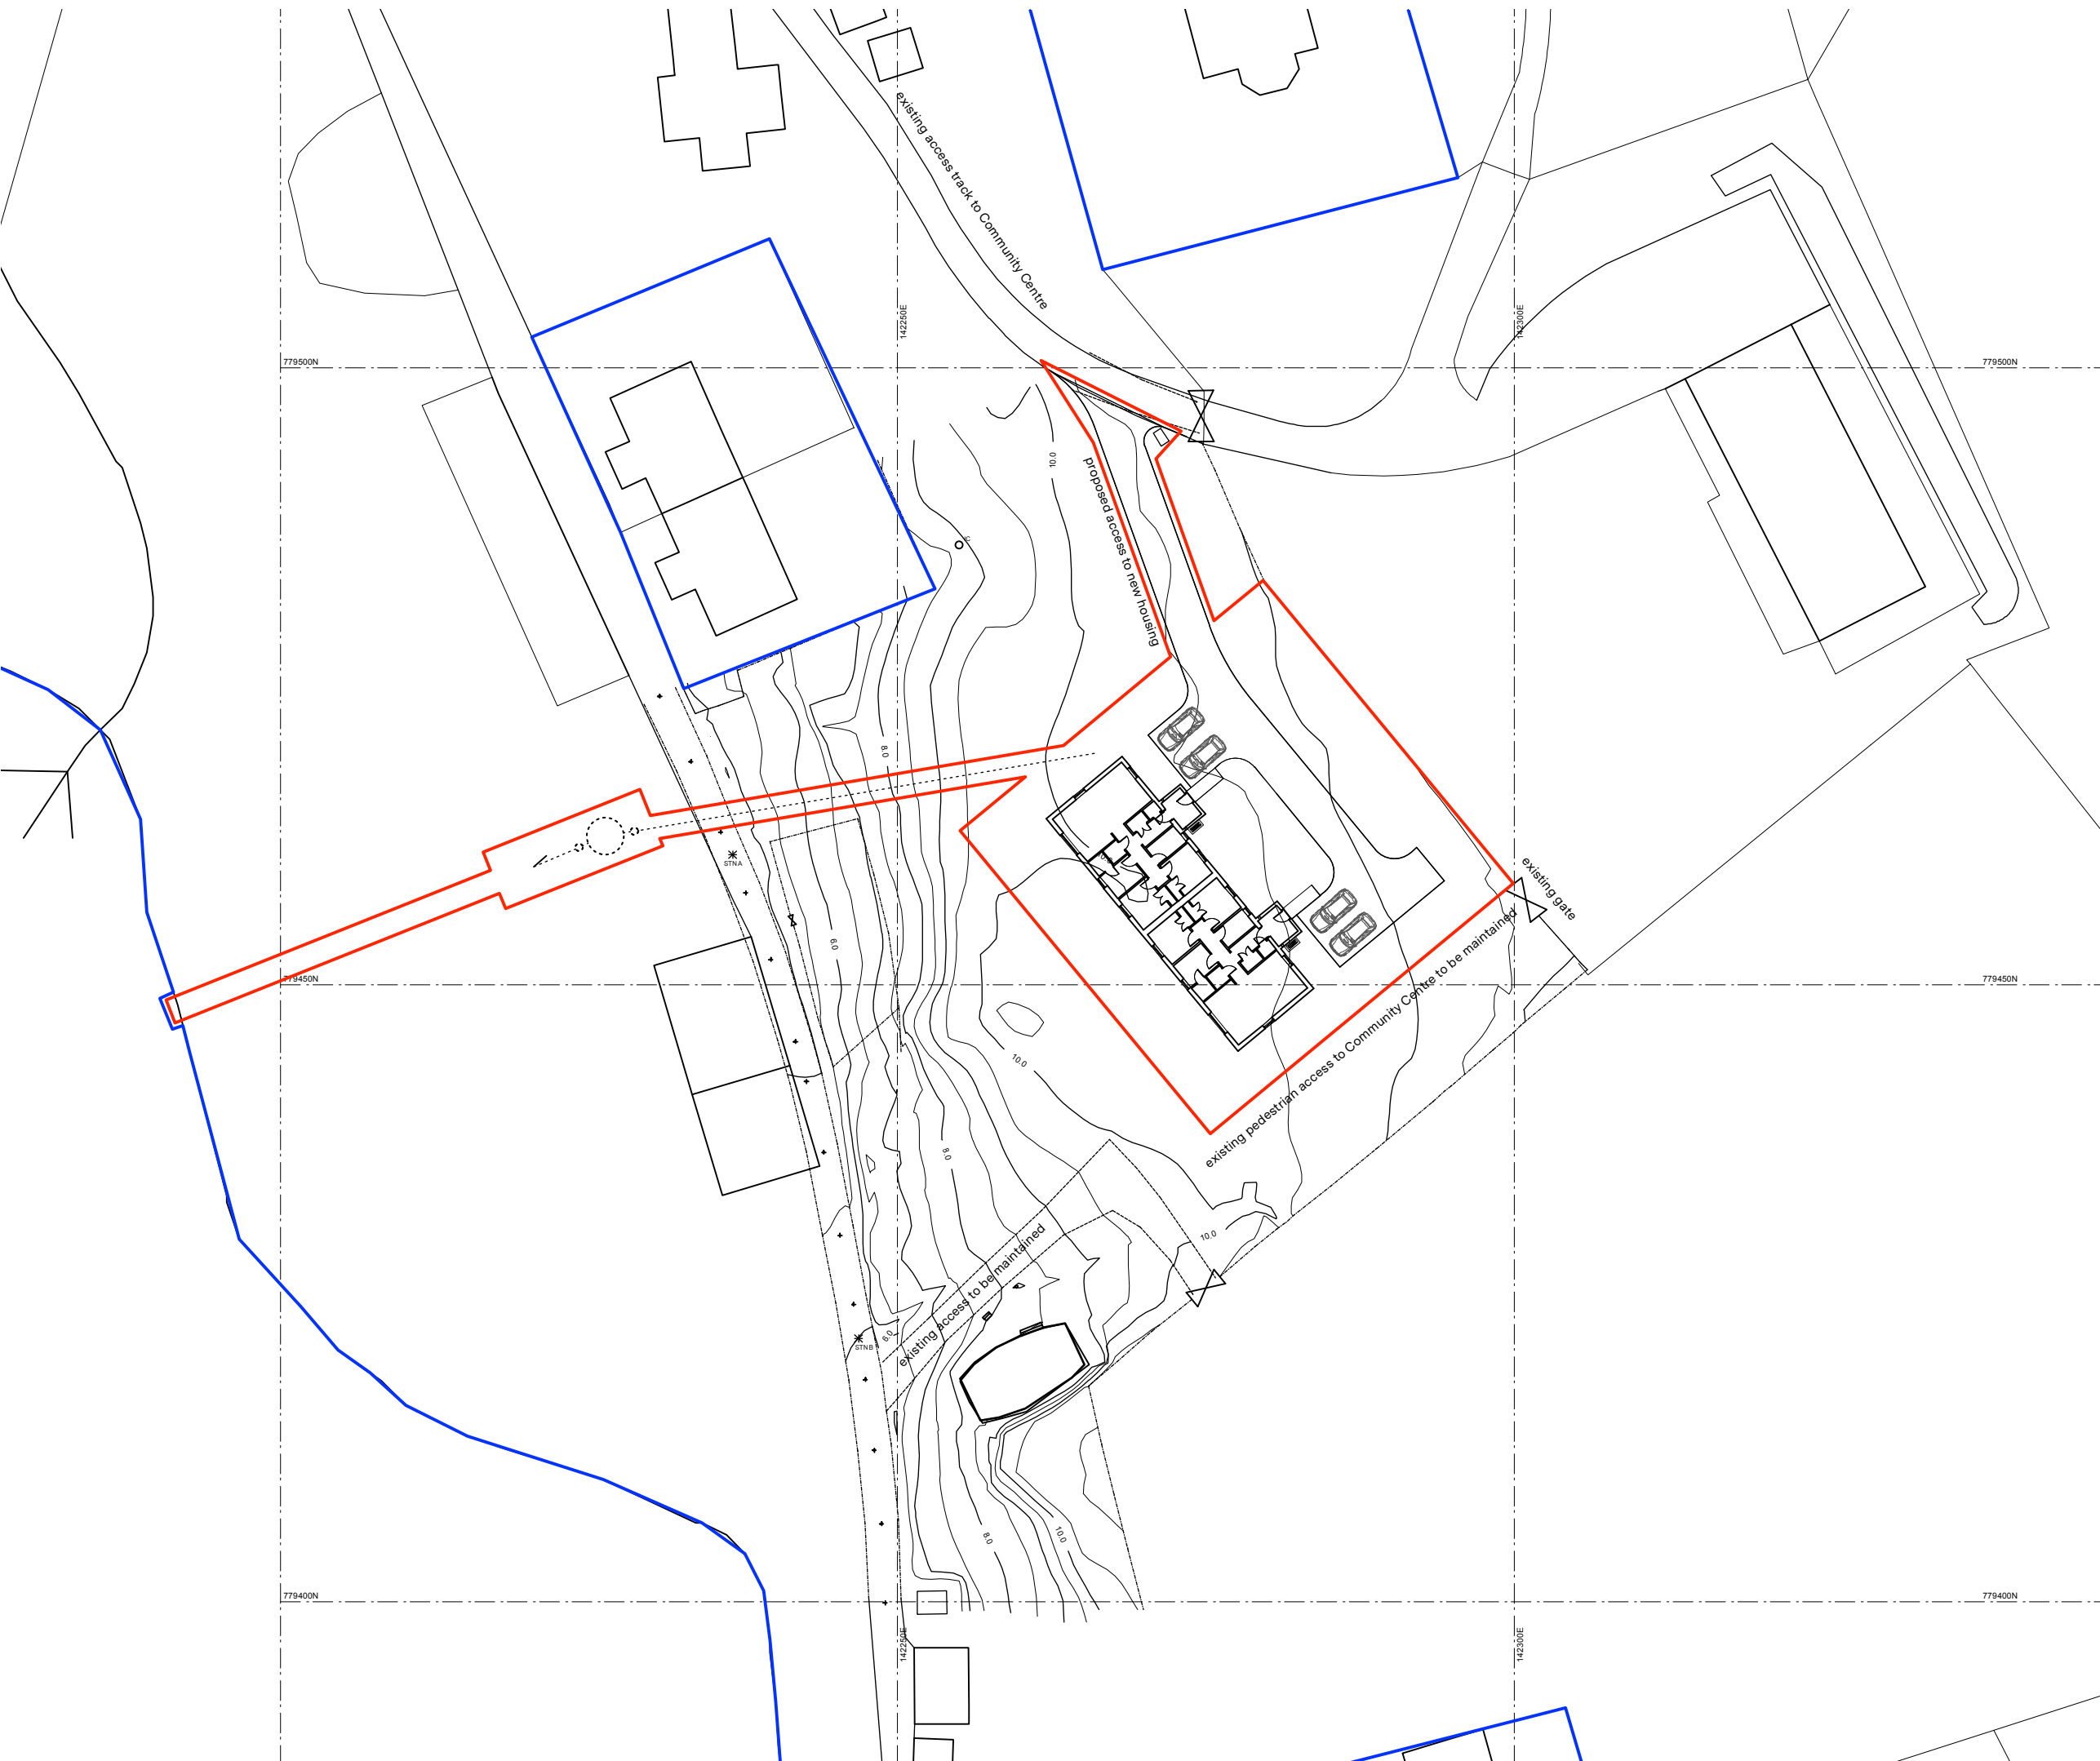 existing access track to Community Centre
142250E
142300E
779500N
779500N
10.0
proposed access to new housing
IC
8.0
STN A
existing gate
6.0
existing pedestrian access to Community Centre to be maintained
779450N
779450N
10.0
8.0
10.0
existing access to be maintained
6.0
STN B
8.0
10.0
779400N
779400N
142250E
142300E